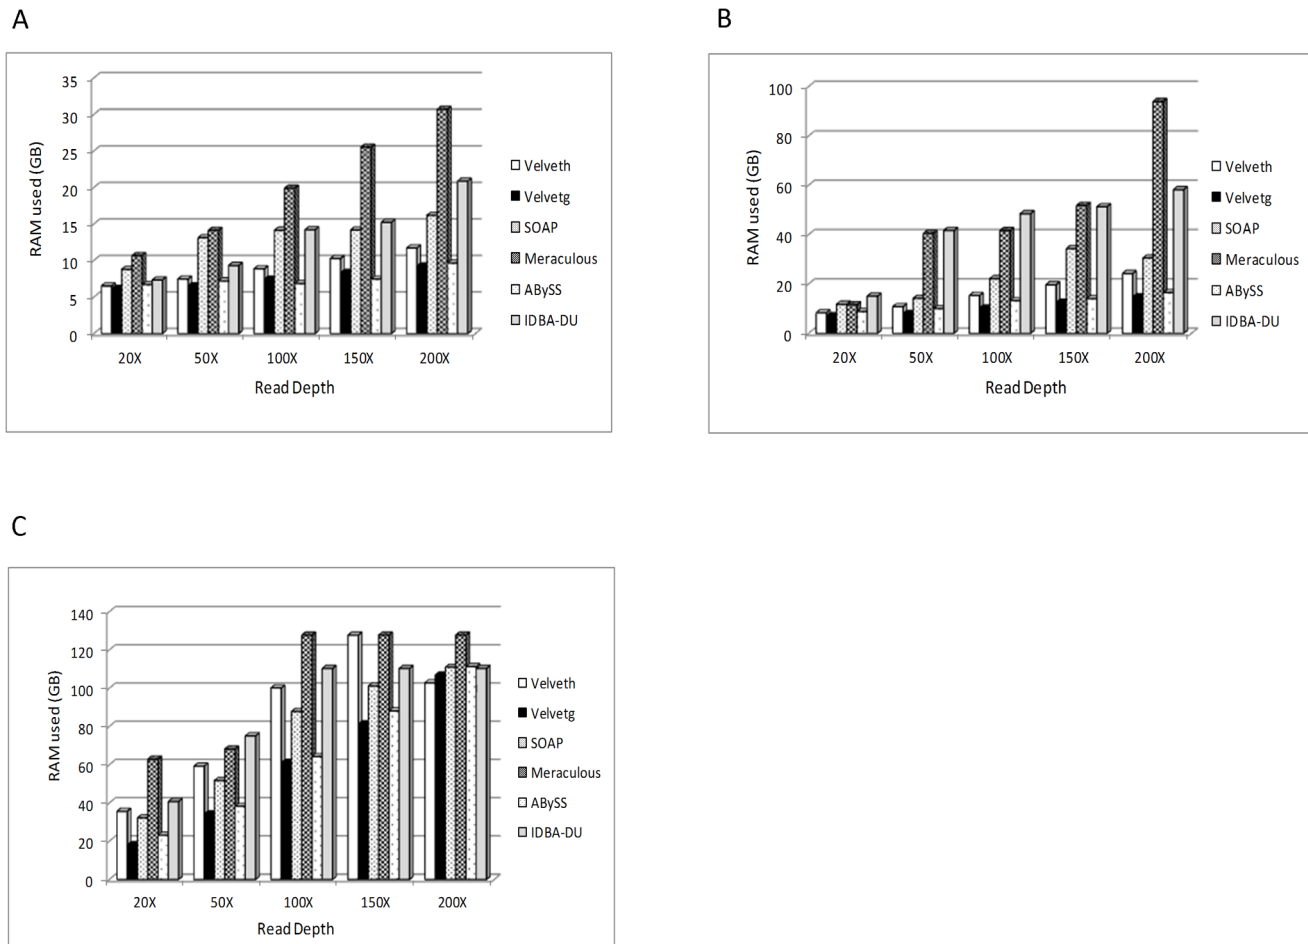 A
35
30
25
20
15
10
5
0
RAM used (GB)
20X 50X 100X 150X 200X
Read Depth
Velveth
Velvetg
SOAP
Meraculous
ABySS
IDBA-DU
B
100
80
60
40
20
0
RAM used (GB)
20X 50X 100X 150X 200X
Read Depth
Velveth
Velvetg
SOAP
Meraculous
ABySS
IDBA-DU
C
140
120
100
80
60
40
20
0
RAM used (GB)
20X 50X 100X 150X 200X
Read Depth
Velveth
Velvetg
SOAP
Meraculous
ABySS
IDBA-DU